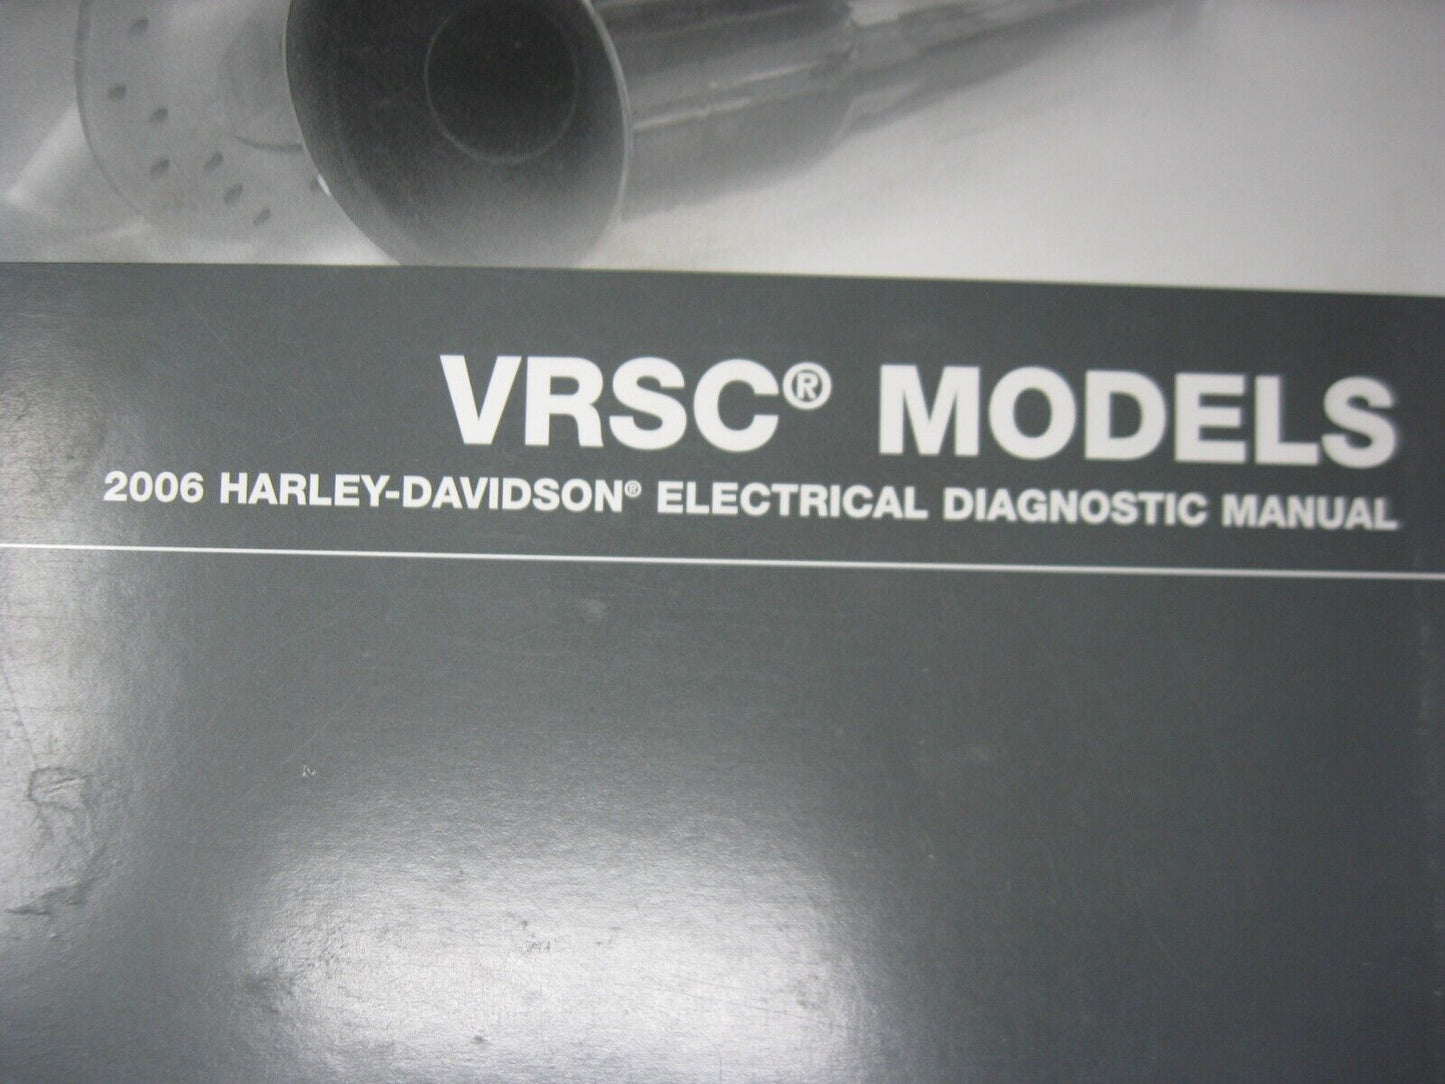 VRSC® MODELS
2006 HARLEY-DAVIDSON® ELECTRICAL DIAGNOSTIC MANUAL